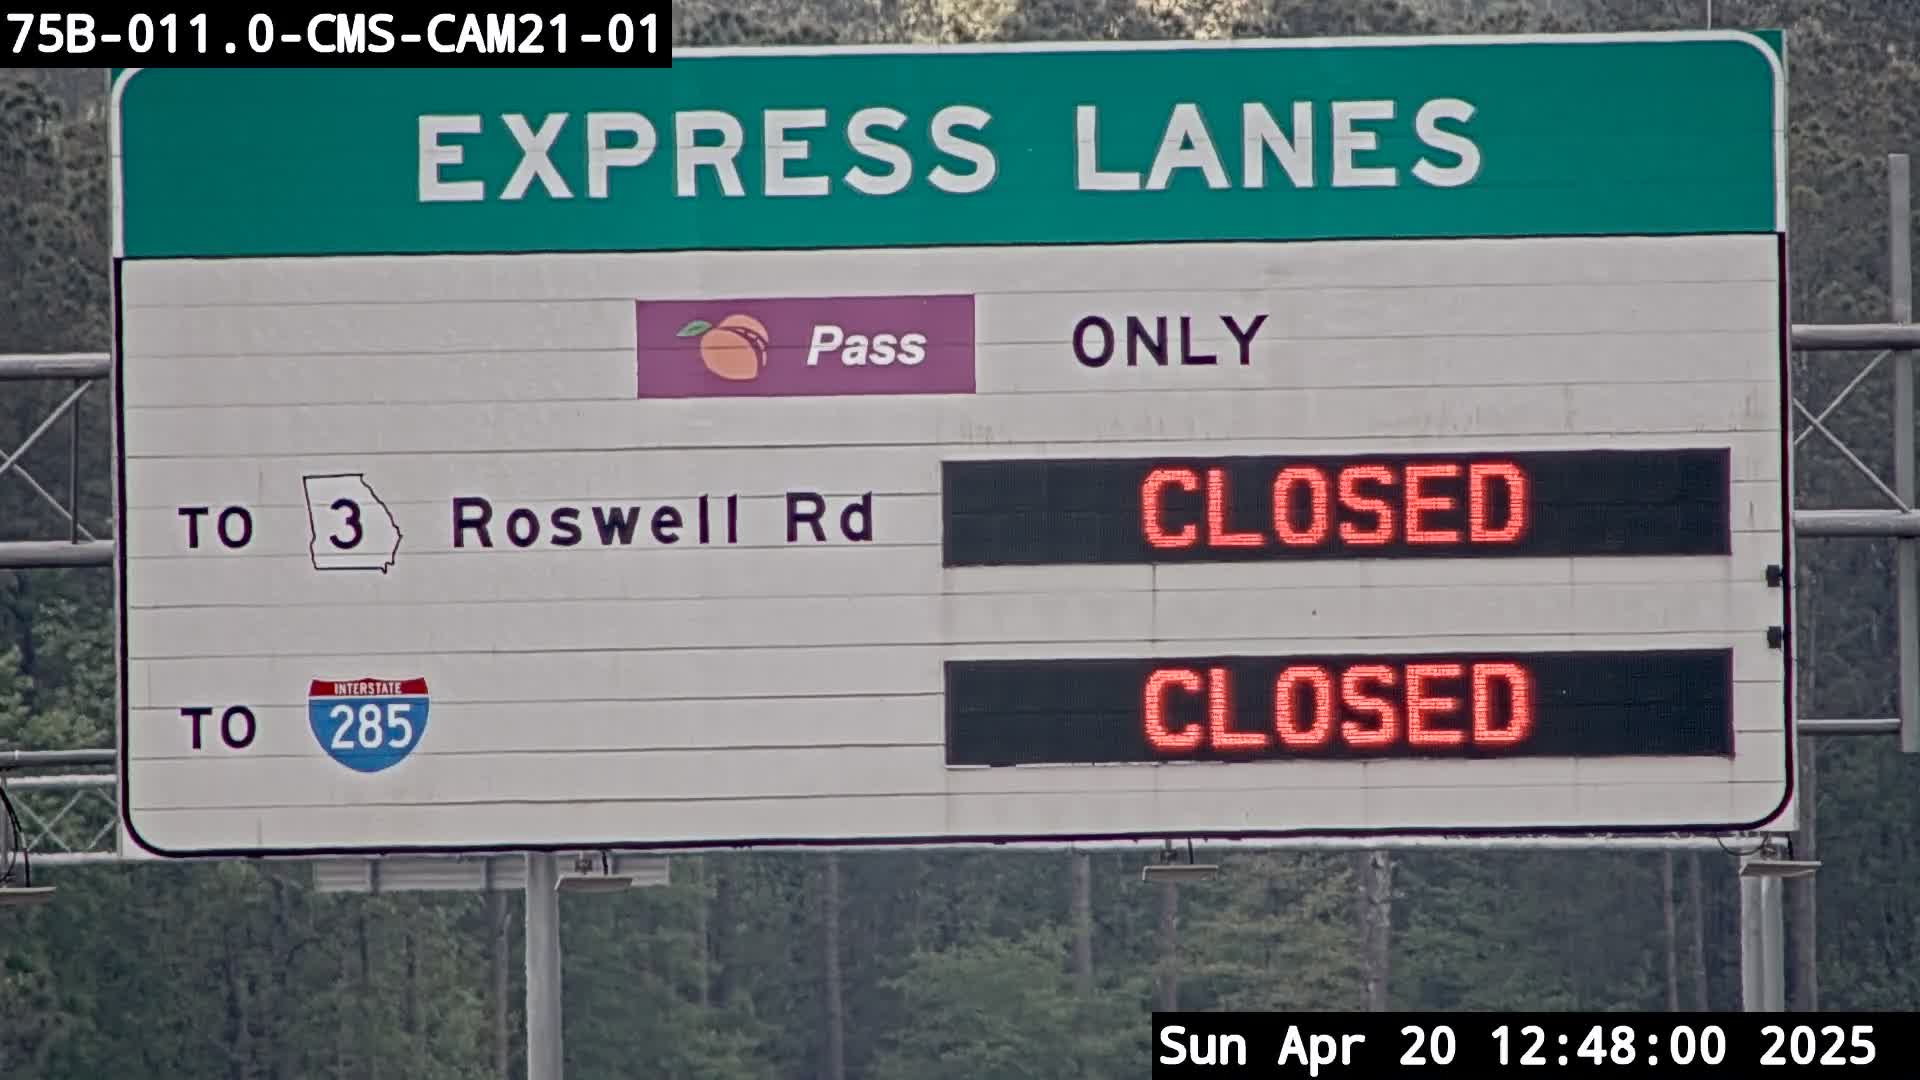 75B-011.0-CMS-CAM21-01
EXPRESS LANES
Pass ONLY
TO 3 Roswell Rd CLOSED
INTERSTATE
TO 285 CLOSED
Sun Apr 20 12:48:00 2025